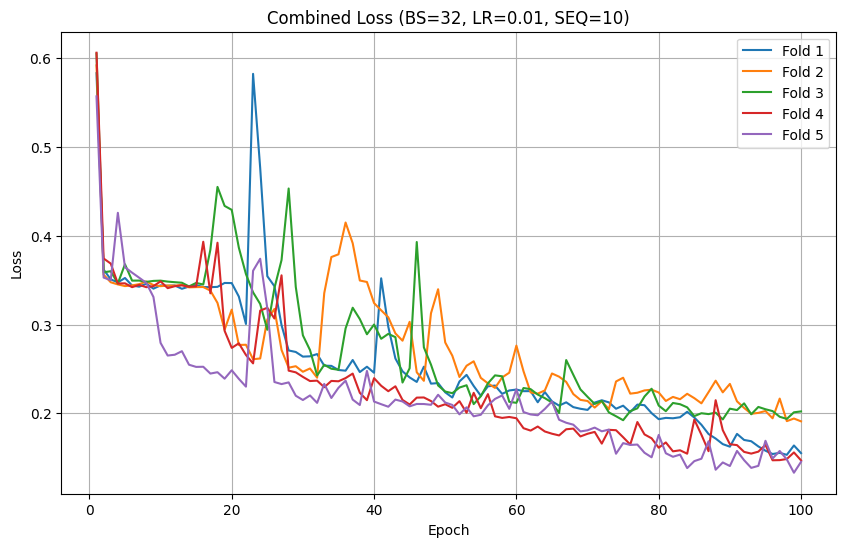 Combined Loss (BS=32, LR=0.01, SEQ=10)
Fold 1
Fold 2
Fold 3
Fold 4
Fold 5
0.6
0.5
0.4
0.3
0.2
Loss
0
20
40
60
80
100
Epoch